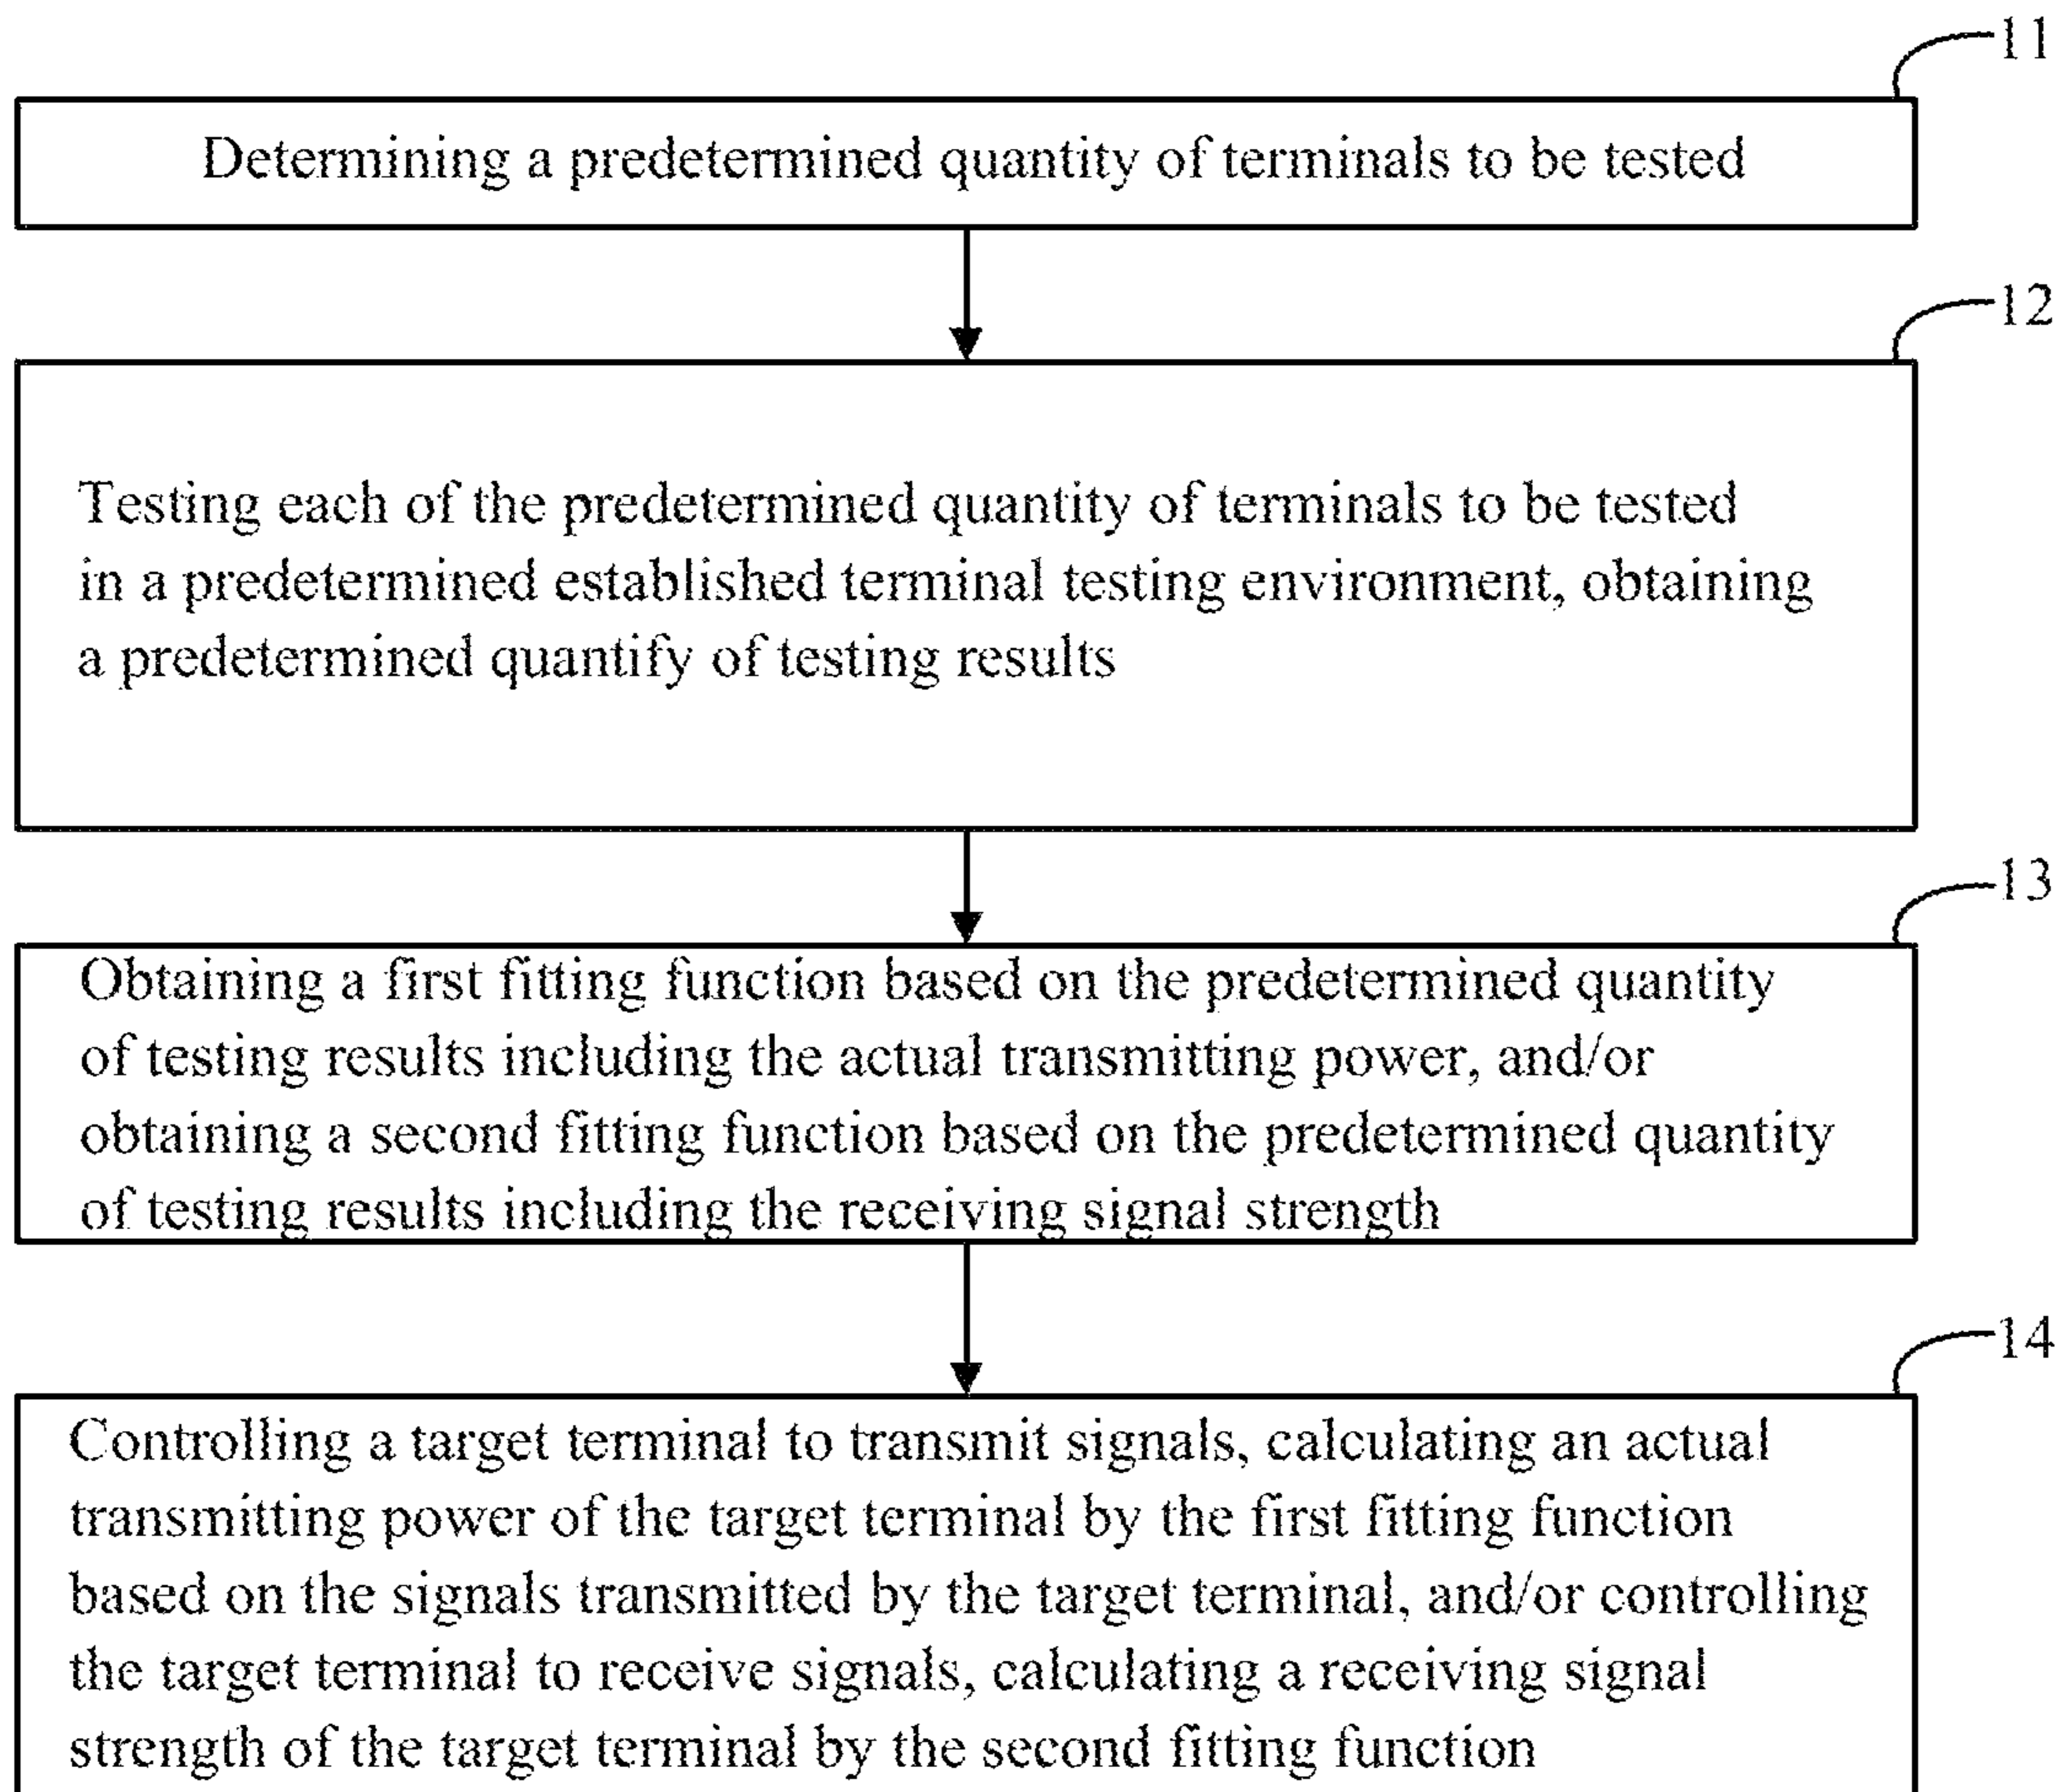 11
Determining a predetermined quantity of terminals to be tested
12
Testing each of the predetermined quantity of terminals to be tested
in a predetermined established terminal testing environment, obtaining
a predetermined quantify of testing results
13
Obtaining a first fitting function based on the predetermined quantity
of testing results including the actual transmitting power, and/or
obtaining a second fitting function based on the predetermined quantity
of testing results including the receiving signal strength
14
Controlling a target terminal to transmit signals, calculating an actual
transmitting power of the target terminal by the first fitting function
based on the signals transmitted by the target terminal, and/or controlling
the target terminal to receive signals, calculating a receiving signal
strength of the target terminal by the second fitting function